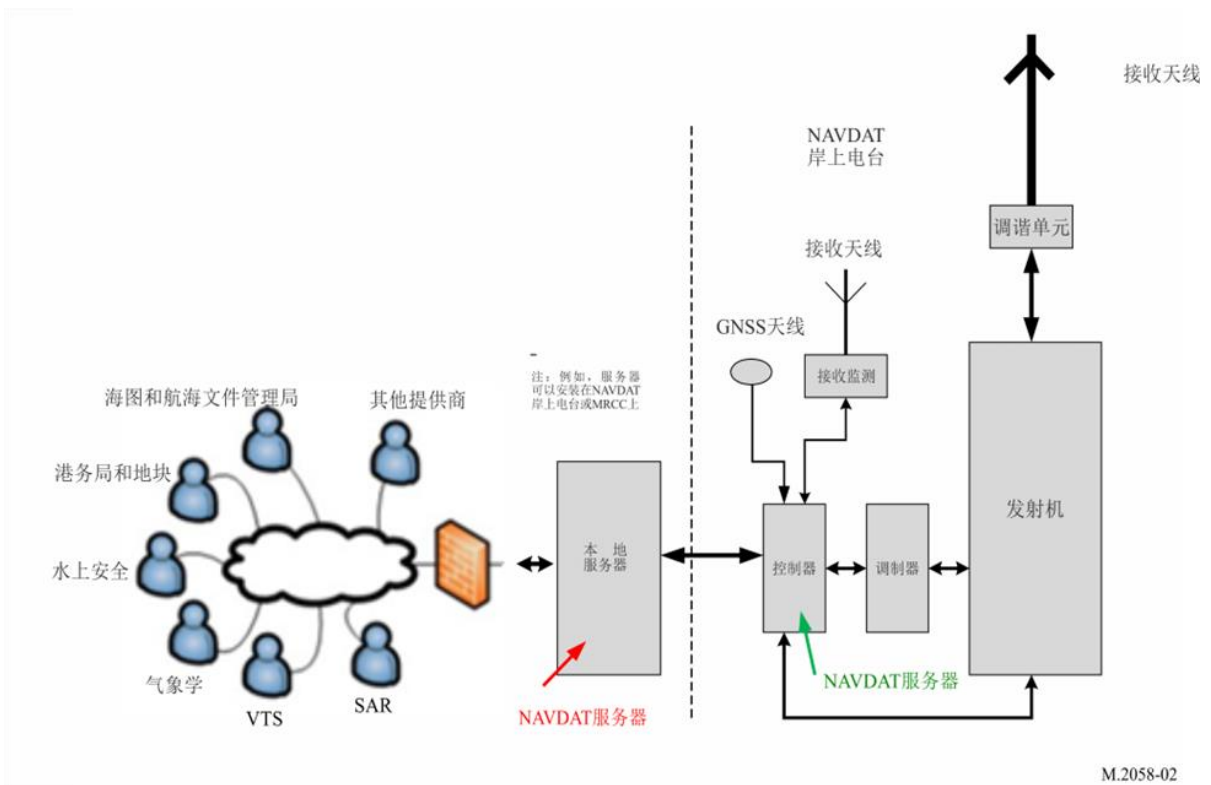 接收天线
NAVDAT
岸上电台
调谐单元
接收天线
GNSS天线
接收监测
注：例如，服务器
可以安装在NAVDAT
岸上电台或MRCC上
海图和航海文件管理局
其他提供商
港务局和地块
水上安全
气象学
VTS
SAR
本 地
服务器
控制器
调制器
发射机
NAVDAT服务器
NAVDAT服务器
M.2058-02